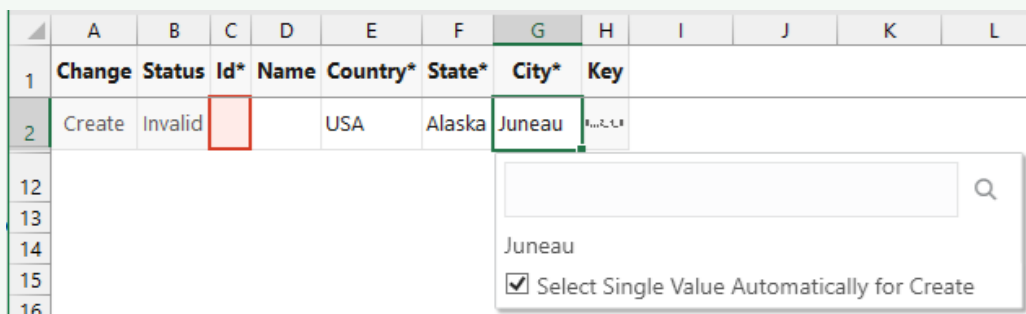 A B C D E F G H I J K L
1 Change Status Id* Name Country* State* City* Key
2 Create Invalid USA Alaska Juneau
12
13
14 Juneau
15 Select Single Value Automatically for Create
16